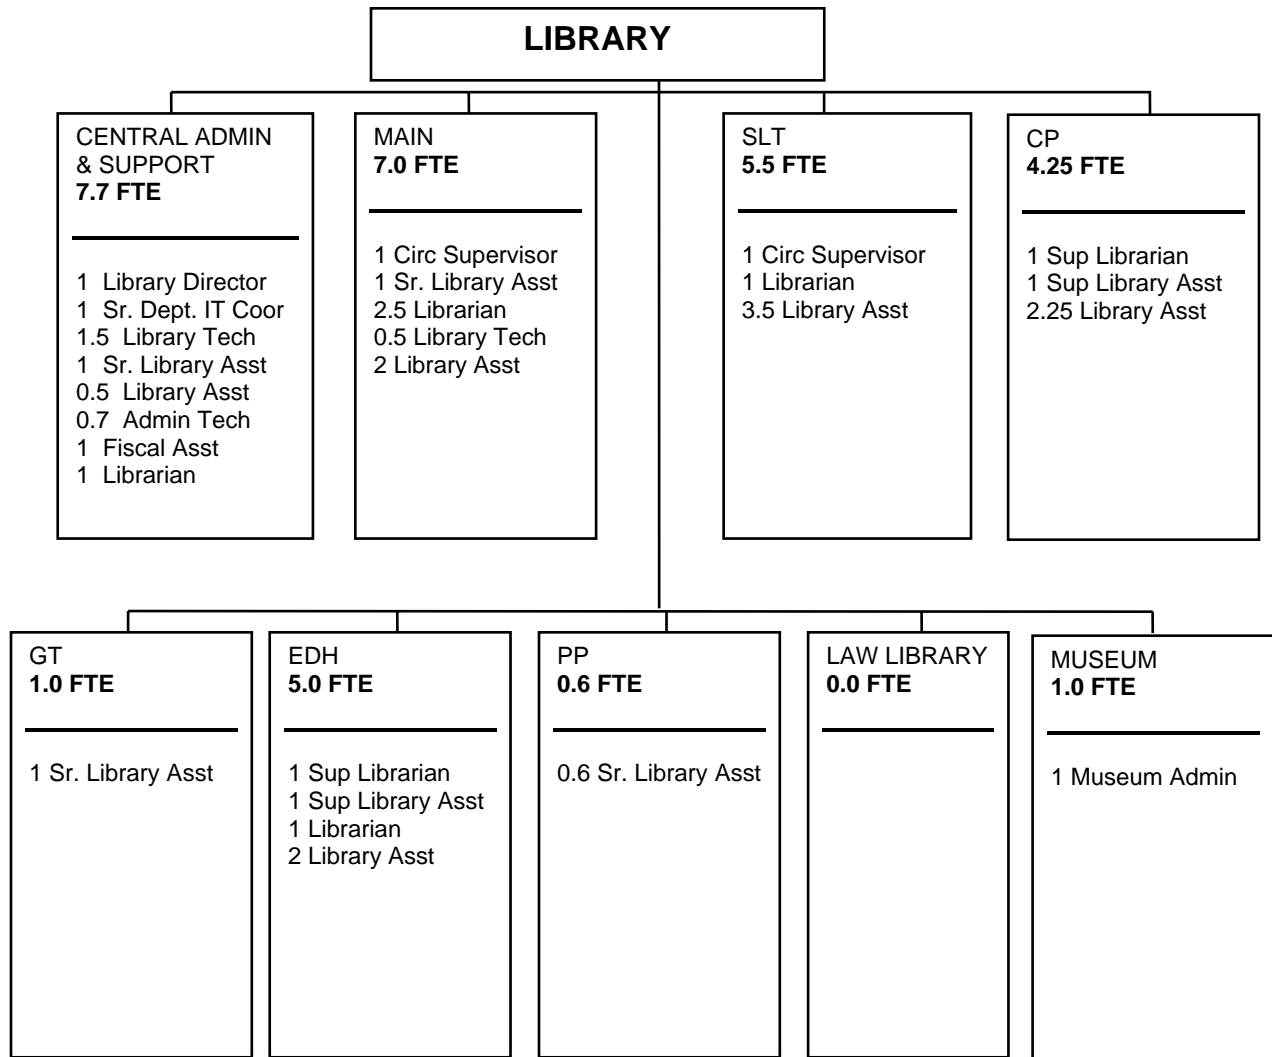 LIBRARY
CENTRAL ADMIN
& SUPPORT
7.7 FTE
1 Library Director
1 Sr. Dept. IT Coor
1.5 Library Tech
1 Sr. Library Asst
0.5 Library Asst
0.7 Admin Tech
1 Fiscal Asst
1 Librarian
MAIN
7.0 FTE
1 Circ Supervisor
1 Sr. Library Asst
2.5 Librarian
0.5 Library Tech
2 Library Asst
SLT
5.5 FTE
1 Circ Supervisor
1 Librarian
3.5 Library Asst
CP
4.25 FTE
1 Sup Librarian
1 Sup Library Asst
2.25 Library Asst
GT
1.0 FTE
1 Sr. Library Asst
EDH
5.0 FTE
1 Sup Librarian
1 Sup Library Asst
1 Librarian
2 Library Asst
PP
0.6 FTE
0.6 Sr. Library Asst
LAW LIBRARY
0.0 FTE
MUSEUM
1.0 FTE
1 Museum Admin